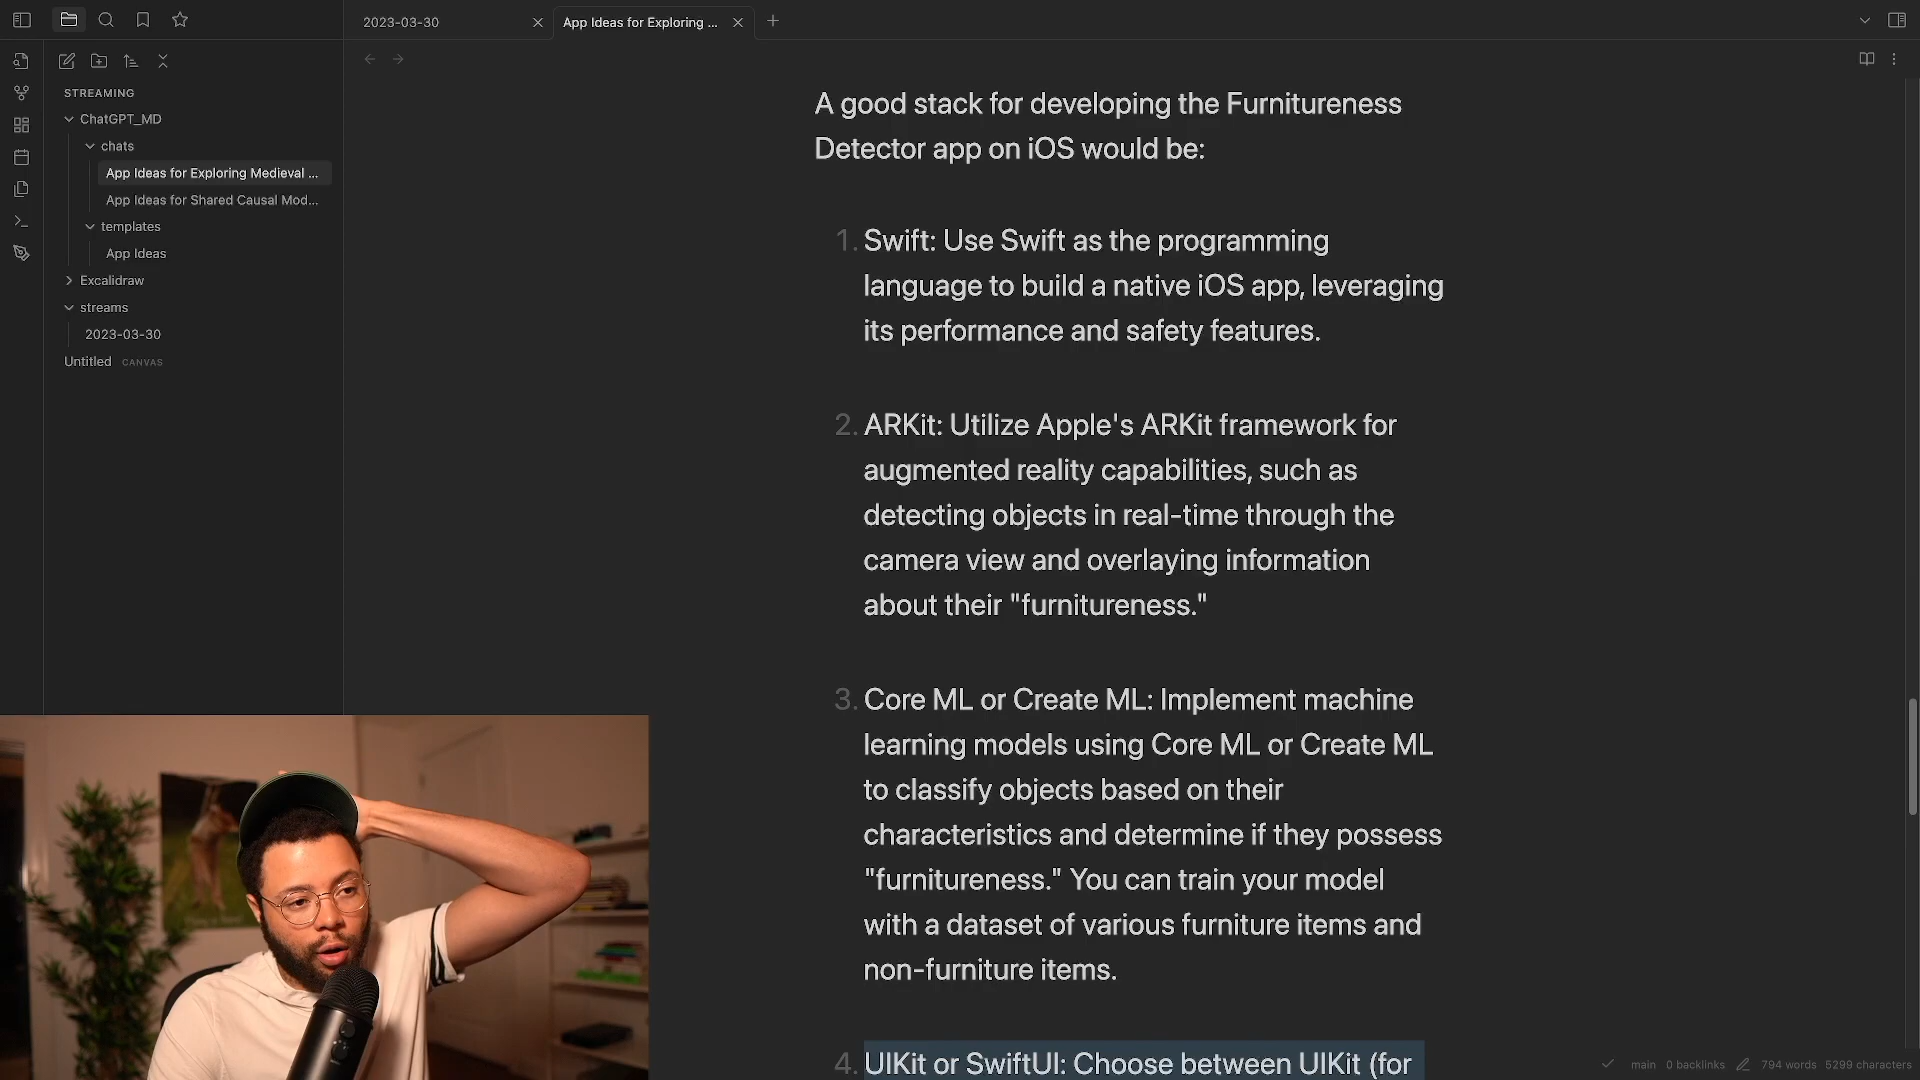 2023-03-30
App Ideas for Exploring ...
STREAMING
ChatGPT_MD
chats
App Ideas for Exploring Medieval ...
App Ideas for Shared Causal Mod...
templates
App Ideas
Excalidraw
streams
2023-03-30
Untitled CANVAS
A good stack for developing the Furnitureness
Detector app on iOS would be:
1. Swift: Use Swift as the programming
language to build a native iOS app, leveraging
its performance and safety features.
2. ARKit: Utilize Apple's ARKit framework for
augmented reality capabilities, such as
detecting objects in real-time through the
camera view and overlaying information
about their "furnitureness."
3. Core ML or Create ML: Implement machine
learning models using Core ML or Create ML
to classify objects based on their
characteristics and determine if they possess
"furnitureness." You can train your model
with a dataset of various furniture items and
non-furniture items.
4. UIKit or SwiftUI: Choose between UIKit (for
main 0 backlinks 794 words 5299 characters